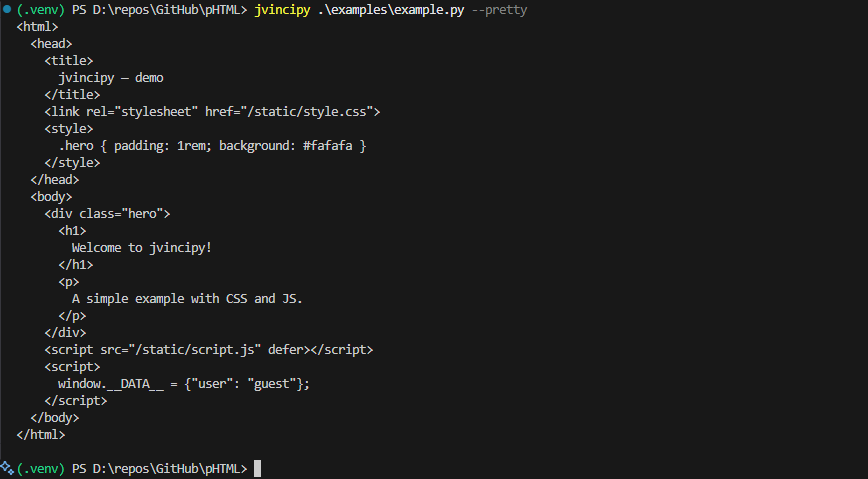 (.venv) PS D:\repos\GitHub\pHTML> jvincipy .\examples\example.py --pretty
<html>
  <head>
    <title>
      jvincipy — demo
    </title>
    <link rel="stylesheet" href="/static/style.css">
    <style>
      .hero { padding: 1rem; background: #fafafa }
    </style>
  </head>
  <body>
    <div class="hero">
      <h1>
        Welcome to jvincipy!
      </h1>
      <p>
        A simple example with CSS and JS.
      </p>
    </div>
    <script src="/static/script.js" defer></script>
    <script>
      window.__DATA__ = {"user": "guest"};
    </script>
  </body>
</html>
(.venv) PS D:\repos\GitHub\pHTML>